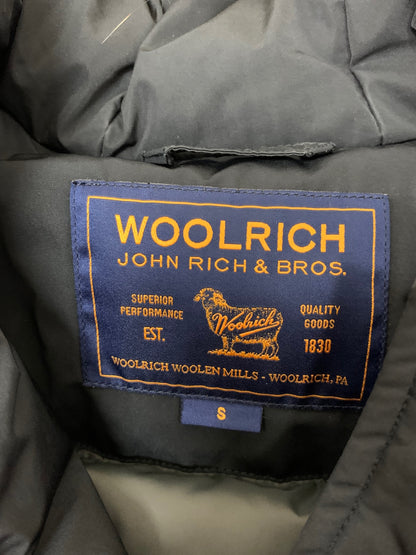 WOOLRICH
JOHN RICH & BROS.
SUPERIOR
PERFORMANCE
EST.
Woolrich
QUALITY
GOODS
1830
WOOLRICH WOOLEN MILLS - WOOLRICH, PA
S